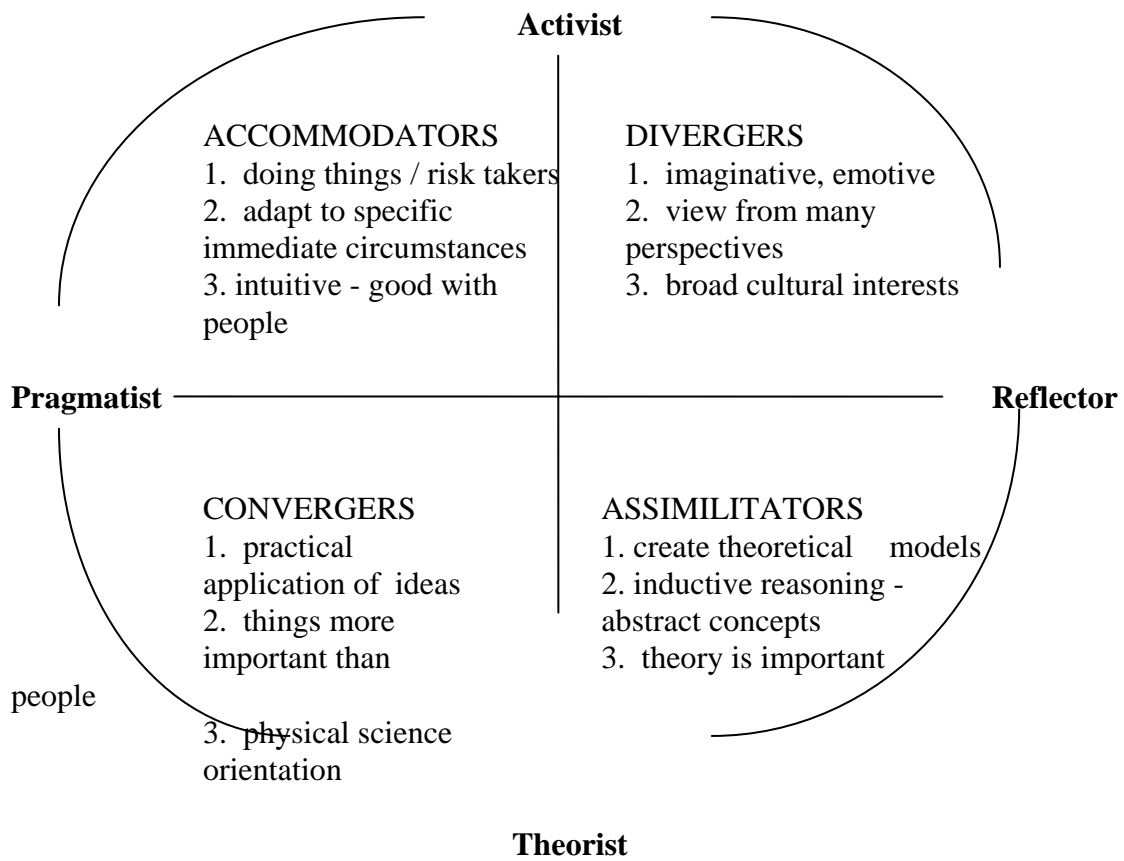 Activist
ACCOMMODATORS
1. doing things / risk takers
2. adapt to specific
immediate circumstances
3. intuitive - good with
people
DIVERGERS
1. imaginative, emotive
2. view from many
perspectives
3. broad cultural interests
Pragmatist
Reflector
CONVERGERS
1. practical
application of ideas
2. things more
important than
people
3. physical science
orientation
ASSIMILITATORS
1. create theoretical models
2. inductive reasoning -
abstract concepts
3. theory is important
Theorist